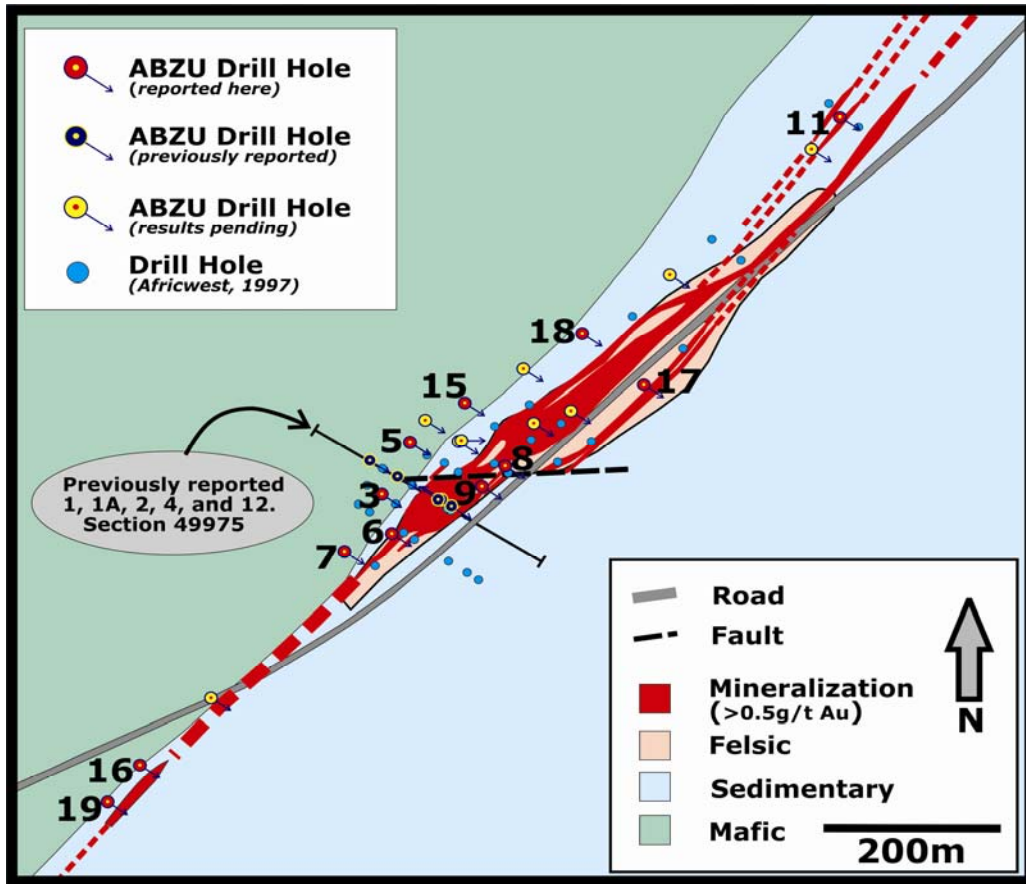 ABZU Drill Hole
(reported here)
ABZU Drill Hole
(previously reported)
ABZU Drill Hole
(results pending)
Drill Hole
(Africwest, 1997)
11
18
15
17
5
8
3
9
6
7
Previously reported
1, 1A, 2, 4, and 12.
Section 49975
16
19
Road
Fault
Mineralization
(>0.5g/t Au)
Felsic
Sedimentary
Mafic
N
200m